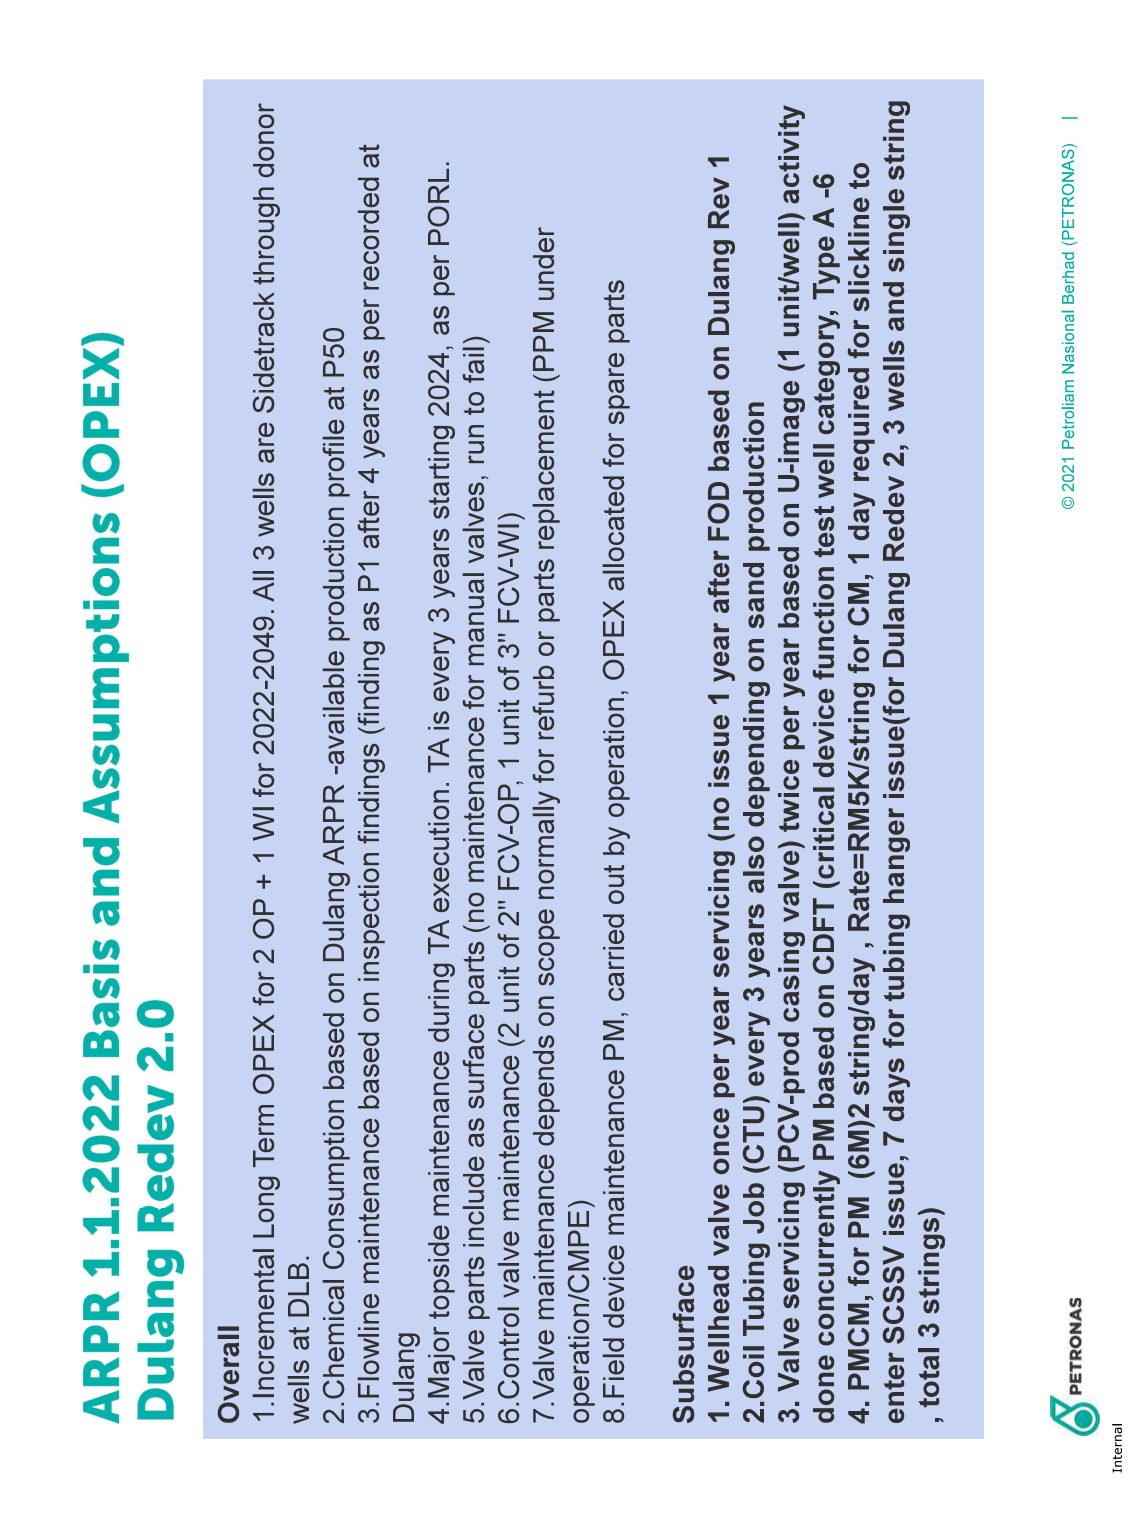 ARPR 1.1.2022 Basis and Assumptions (OPEX)
Dulang Redev 2.0
Overall
1.Incremental Long Term OPEX for 2 OP + 1 WI for 2022-2049. All 3 wells are Sidetrack through donor
wells at DLB.
2.Chemical Consumption based on Dulang ARPR -available production profile at P50
3.Flowline maintenance based on inspection findings (finding as P1 after 4 years as per recorded at
Dulang
4.Major topside maintenance during TA execution. TA is every 3 years starting 2024, as per PORL.
5.Valve parts include as surface parts (no maintenance for manual valves, run to fail)
6.Control valve maintenance (2 unit of 2" FCV-OP, 1 unit of 3" FCV-WI)
7.Valve maintenance depends on scope normally for refurb or parts replacement (PPM under
operation/CMPE)
8.Field device maintenance PM, carried out by operation, OPEX allocated for spare parts
Subsurface
1. Wellhead valve once per year servicing (no issue 1 year after FOD based on Dulang Rev 1
2.Coil Tubing Job (CTU) every 3 years also depending on sand production
3. Valve servicing (PCV-prod casing valve) twice per year based on U-image (1 unit/well) activity
done concurrently PM based on CDFT (critical device function test well category, Type A -6
4. PMCM, for PM (6M)2 string/day , Rate=RM5K/string for CM, 1 day required for slickline to
enter SCSSV issue, 7 days for tubing hanger issue(for Dulang Redev 2, 3 wells and single string
, total 3 strings)
PETRONAS
© 2021 Petroliam Nasional Berhad (PETRONAS) |
Internal